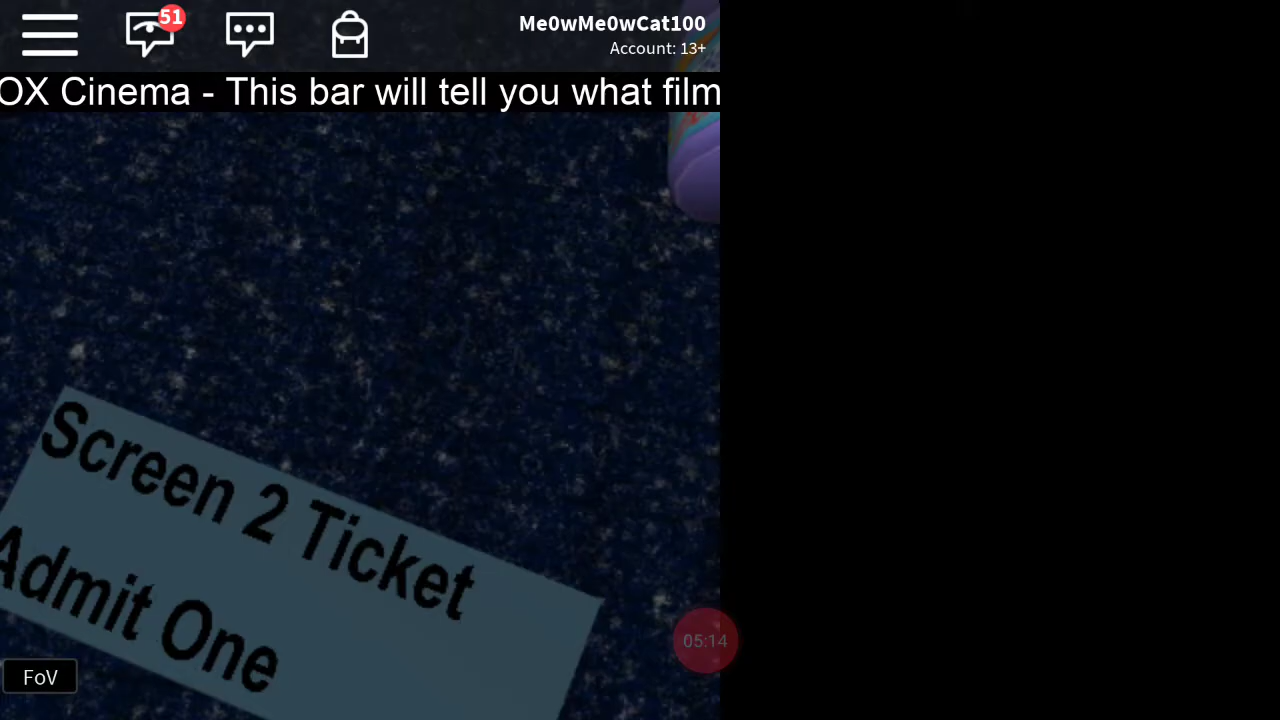 51
Me0wMe0wCat100
Account: 13+
OX Cinema - This bar will tell you what film
Screen 2 Ticket
Admit One
05:14
FoV